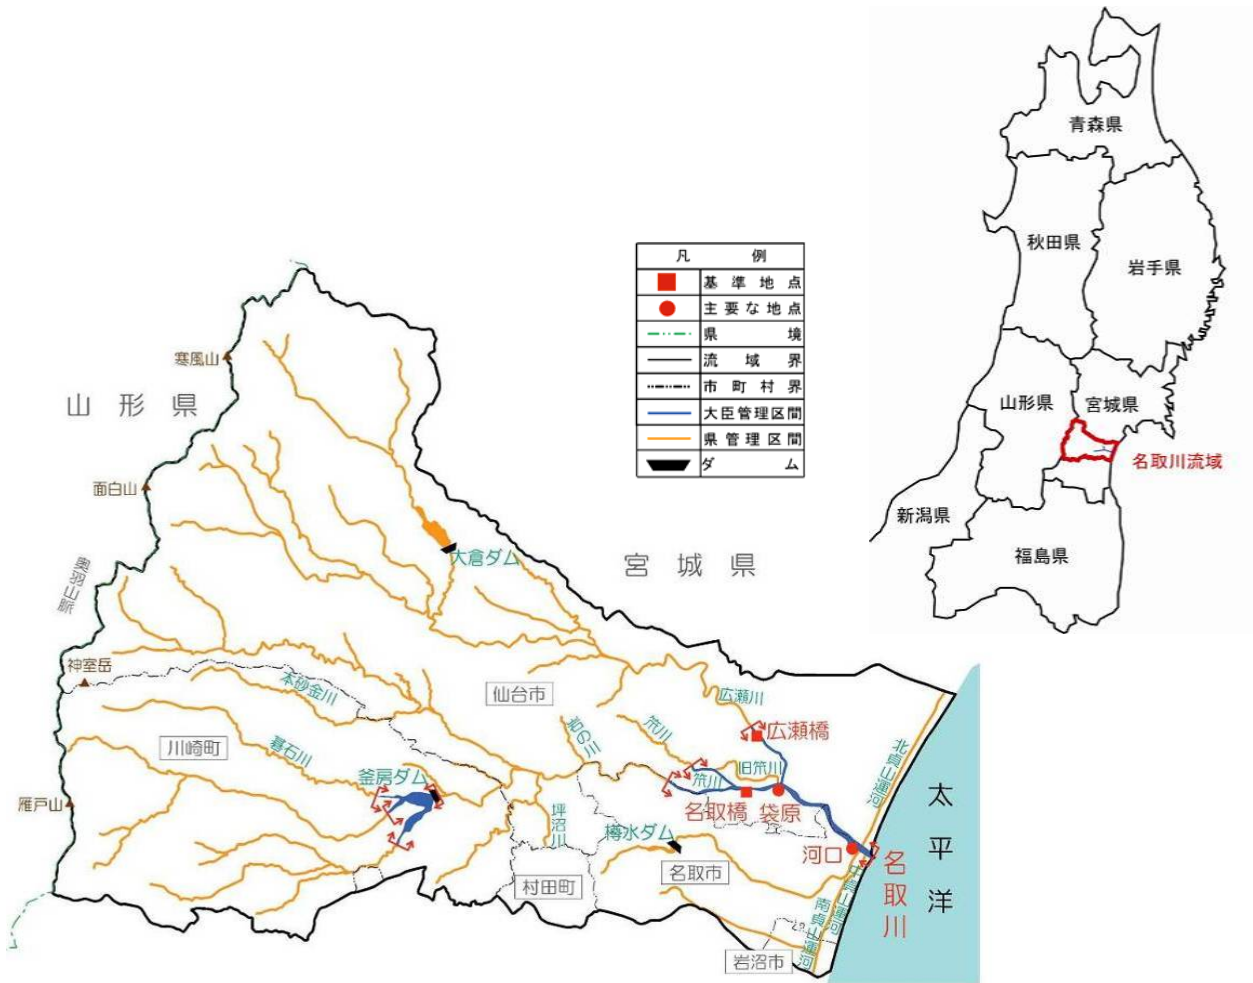 青森県
秋田県
岩手県
山形県
宮城県
名取川流域
新潟県
福島県
凡例
基準地点
主要な地点
県境
流域界
市町村界
大臣管理区間
県管理区間
ダム
寒風山
山形県
面白山
奥羽山脈
大倉ダム
宮城県
神室岳
本砂金川
仙台市
広瀬川
広瀬橋
川崎町
碁石川
笊川
北貞山運河
釜房ダム
笊川
旧笊川
雁戸山
名取橋
袋原
太平洋
坪沼川
樽水ダム
河口
名取川
名取市
村田町
中貞山運河
南貞山運河
岩沼市